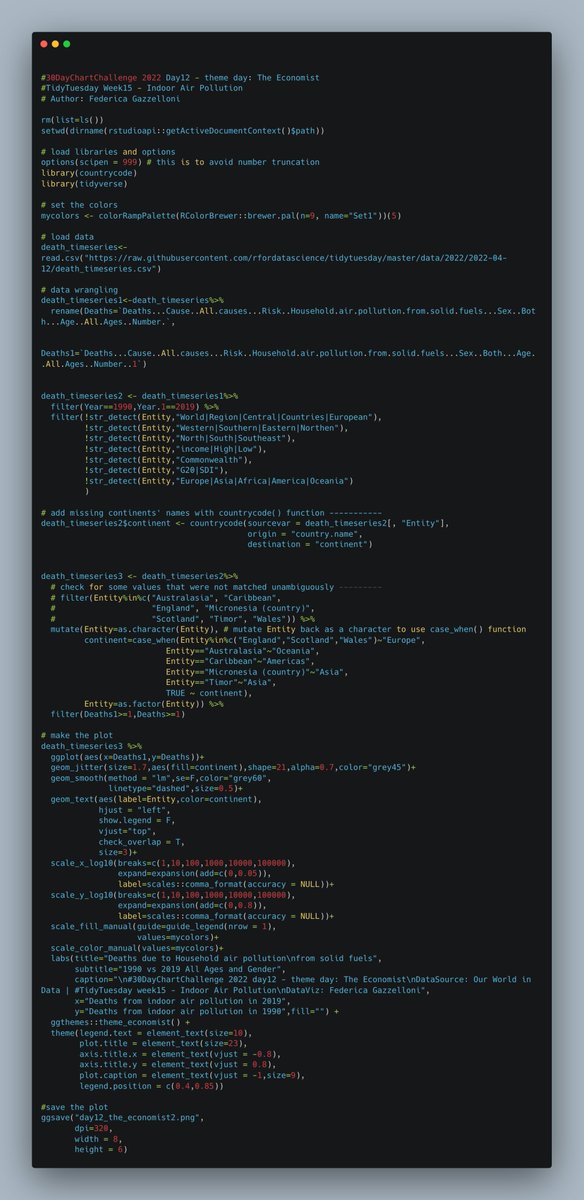 #30DayChartChallenge 2022 Day12 - theme day: The Economist
#TidyTuesday Week15 - Indoor Air Pollution
# Author: Federica Gazzelloni
rm(list=ls())
setwd(dirname(rstudioapi::getActiveDocumentContext()$path))
# load libraries and options
options(scipen = 999) # this is to avoid number truncation
library(countrycode)
library(tidyverse)
# set the colors
mycolors <- colorRampPalette(RColorBrewer::brewer.pal(n=9, name="Set1"))(5)
# load data
death_timeseries<-
read.csv("https://raw.githubusercontent.com/rfordatascience/tidytuesday/master/data/2022/2022-04-
12/death_timeseries.csv")
# data wrangling
death_timeseries1<-death_timeseries%>%
  rename(Deaths=`Deaths...Cause..All.causes...Risk..Household.air.pollution.from.solid.fuels...Sex..Bot
h...Age..All.Ages..Number.`,
Deaths1=`Deaths...Cause..All.causes...Risk..Household.air.pollution.from.solid.fuels...Sex..Both...Age.
.All.Ages..Number..1`)
death_timeseries2 <- death_timeseries1%>%
  filter(Year==1990,Year.1==2019) %>%
  filter(!str_detect(Entity,"World|Region|Central|Countries|European"),
         !str_detect(Entity,"Western|Southern|Eastern|Northen"),
         !str_detect(Entity,"North|South|Southeast"),
         !str_detect(Entity,"income|High|Low"),
         !str_detect(Entity,"Commonwealth"),
         !str_detect(Entity,"G20|SDI"),
         !str_detect(Entity,"Europe|Asia|Africa|America|Oceania")
         )
# add missing continents' names with countrycode() function -----------
death_timeseries2$continent <- countrycode(sourcevar = death_timeseries2[, "Entity"],
                                           origin = "country.name",
                                           destination = "continent")
death_timeseries3 <- death_timeseries2%>%
  # check for some values that were not matched unambiguously ---------
  # filter(Entity%in%c("Australasia", "Caribbean",
  #                    "England", "Micronesia (country)",
  #                    "Scotland", "Timor", "Wales")) %>%
  mutate(Entity=as.character(Entity), # mutate Entity back as a character to use case_when() function
         continent=case_when(Entity%in%c("England","Scotland","Wales")~"Europe",
                          Entity=="Australasia"~"Oceania",
                          Entity=="Caribbean"~"Americas",
                          Entity=="Micronesia (country)"~"Asia",
                          Entity=="Timor"~"Asia",
                          TRUE ~ continent),
         Entity=as.factor(Entity)) %>%
  filter(Deaths1>=1,Deaths>=1)
# make the plot
death_timeseries3 %>%
  ggplot(aes(x=Deaths1,y=Deaths))+
  geom_jitter(size=1.7,aes(fill=continent),shape=21,alpha=0.7,color="grey45")+
  geom_smooth(method = "lm",se=F,color="grey60",
              linetype="dashed",size=0.5)+
  geom_text(aes(label=Entity,color=continent),
            hjust = "left",
            show.legend = F,
            vjust="top",
            check_overlap = T,
            size=3)+
  scale_x_log10(breaks=c(1,10,100,1000,10000,100000),
                expand=expansion(add=c(0,0.05)),
                label=scales::comma_format(accuracy = NULL))+
  scale_y_log10(breaks=c(1,10,100,1000,10000,100000),
                expand=expansion(add=c(0,0.8)),
                label=scales::comma_format(accuracy = NULL))+
  scale_fill_manual(guide=guide_legend(nrow = 1),
                    values=mycolors)+
  scale_color_manual(values=mycolors)+
  labs(title="Deaths due to Household air pollution\nfrom solid fuels",
       subtitle="1990 vs 2019 All Ages and Gender",
       caption="\n#30DayChartChallenge 2022 day12 - theme day: The Economist\nDataSource: Our World in
Data | #TidyTuesday week15 - Indoor Air Pollution\nDataViz: Federica Gazzelloni",
       x="Deaths from indoor air pollution in 2019",
       y="Deaths from indoor air pollution in 1990",fill="") +
  ggthemes::theme_economist() +
  theme(legend.text = element_text(size=10),
        plot.title = element_text(size=23),
        axis.title.x = element_text(vjust = -0.8),
        axis.title.y = element_text(vjust = 0.8),
        plot.caption = element_text(vjust = -1,size=9),
        legend.position = c(0.4,0.85))
#save the plot
ggsave("day12_the_economist2.png",
       dpi=320,
       width = 8,
       height = 6)